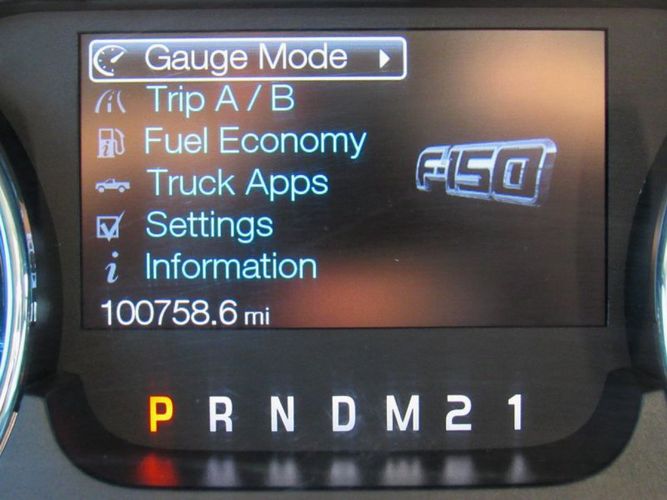 Gauge Mode
Trip A / B
Fuel Economy
Truck Apps
F-150
Settings
Information
100758.6 mi
P R N D M 2 1